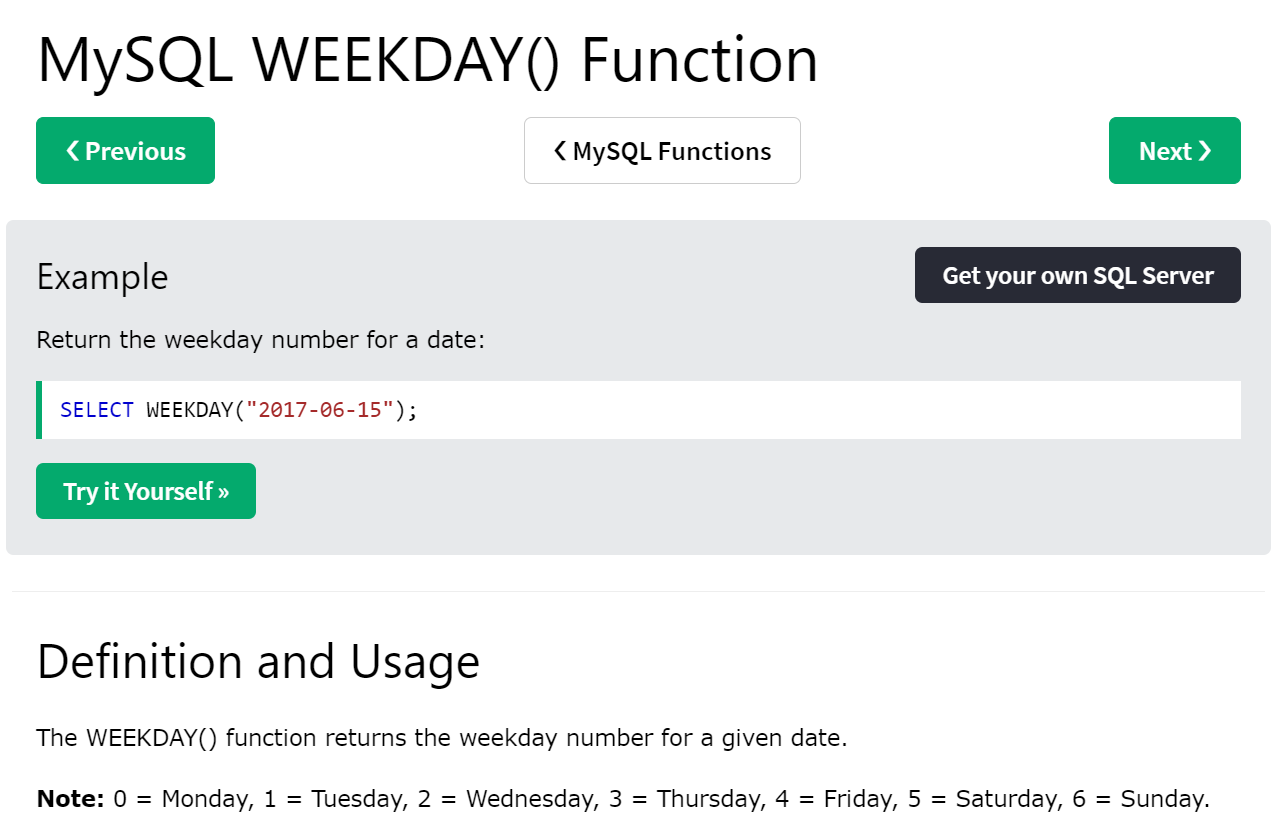 MySQL WEEKDAY() Function
❮ Previous
❮ MySQL Functions
Next ❯
Example
Get your own SQL Server
Return the weekday number for a date:
SELECT WEEKDAY("2017-06-15");
Try it Yourself »
Definition and Usage
The WEEKDAY() function returns the weekday number for a given date.
Note: 0 = Monday, 1 = Tuesday, 2 = Wednesday, 3 = Thursday, 4 = Friday, 5 = Saturday, 6 = Sunday.